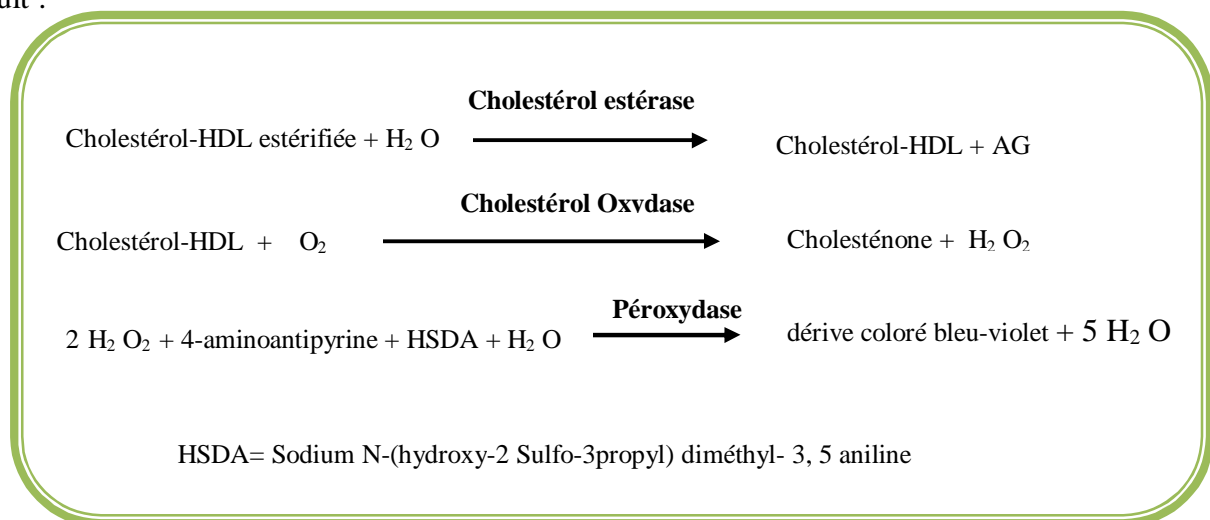 uit :
Cholestérol estérase
Cholestérol-HDL estérifiée + H₂ O Cholestérol-HDL + AG
Cholestérol Oxydase
Cholestérol-HDL + O₂ Cholesténone + H₂ O₂
Péroxydase
2 H₂ O₂ + 4-aminoantipyrine + HSDA + H₂ O dérive coloré bleu-violet + 5 H₂ O
HSDA= Sodium N-(hydroxy-2 Sulfo-3propyl) diméthyl- 3, 5 aniline